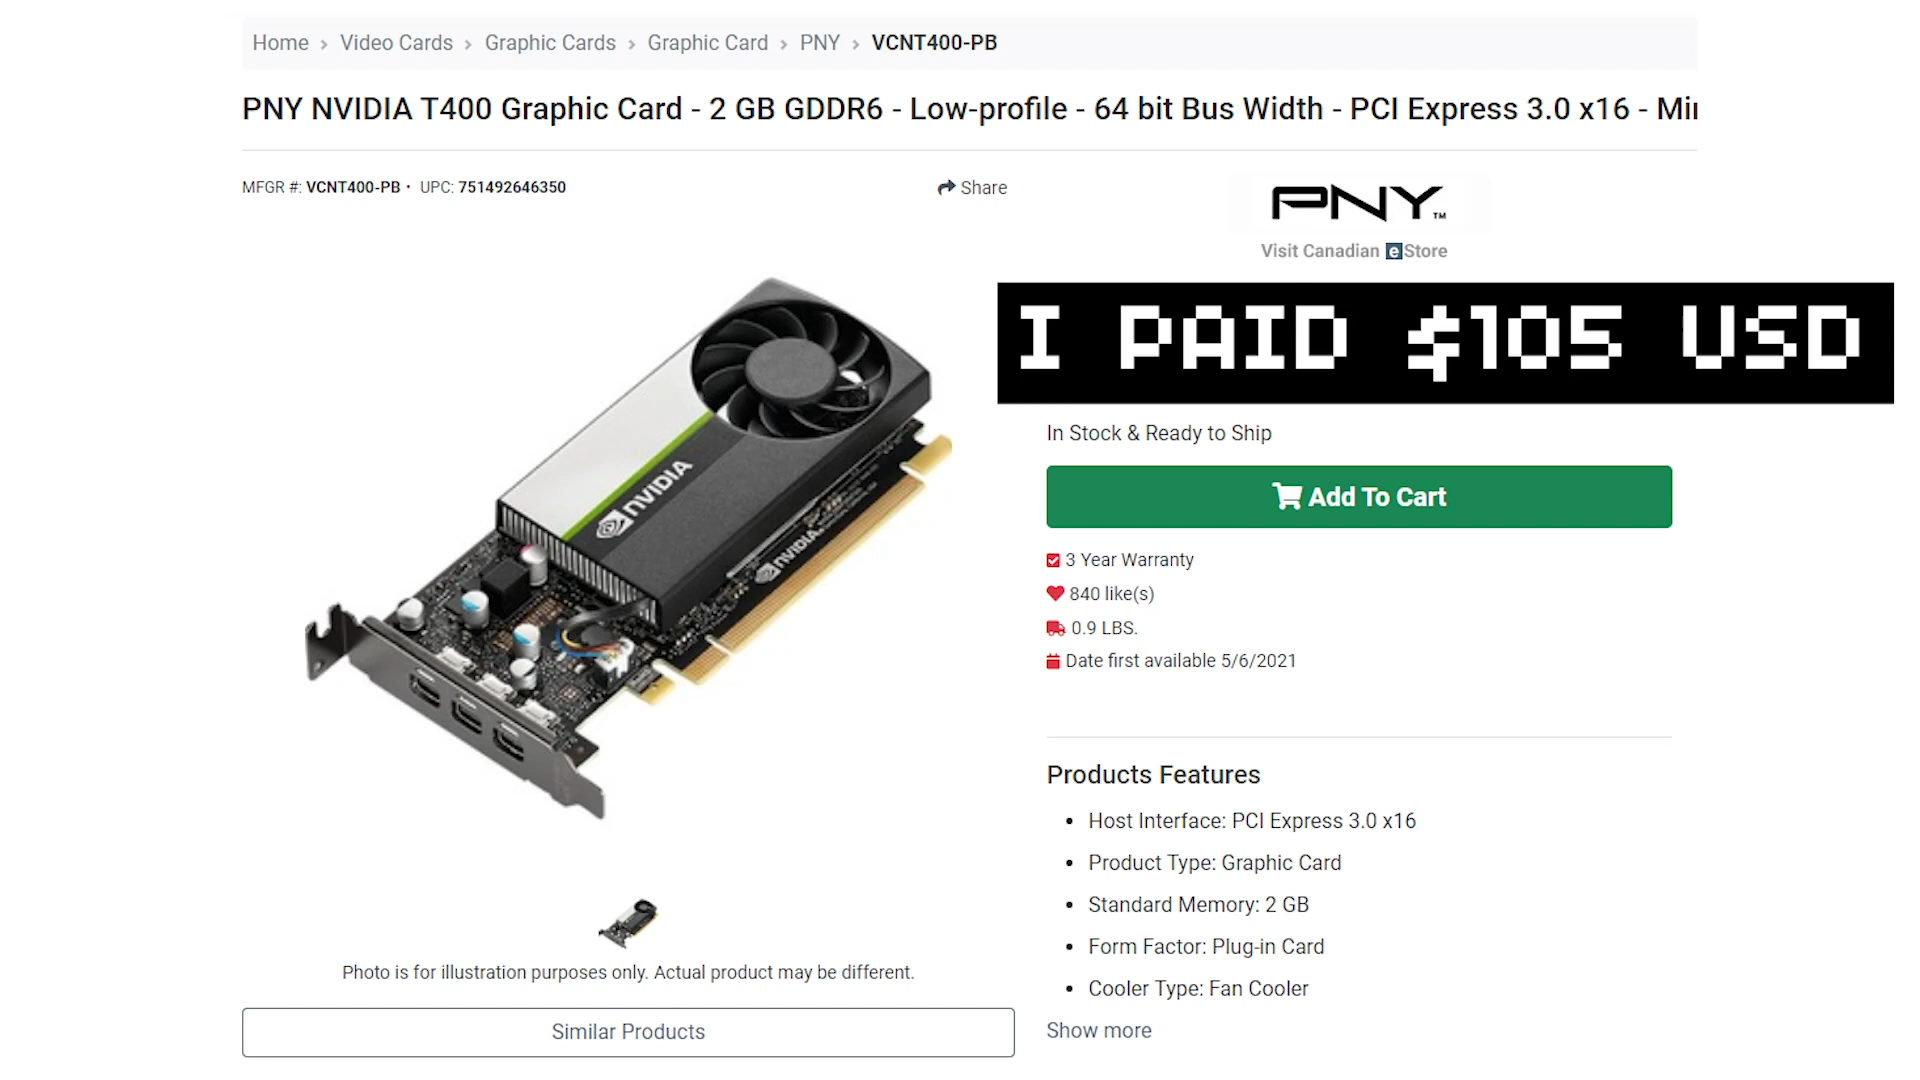 Home › Video Cards › Graphic Cards › Graphic Card › PNY › VCNT400-PB
PNY NVIDIA T400 Graphic Card - 2 GB GDDR6 - Low-profile - 64 bit Bus Width - PCI Express 3.0 x16 - Mi
MFGR #: VCNT400-PB • UPC: 751492646350
Share
PNY™
Visit Canadian eStore
I PAID $105 USD
NVIDIA
NVIDIA.
In Stock & Ready to Ship
Add To Cart
3 Year Warranty
840 like(s)
0.9 LBS.
Date first available 5/6/2021
Products Features
• Host Interface: PCI Express 3.0 x16
• Product Type: Graphic Card
• Standard Memory: 2 GB
• Form Factor: Plug-in Card
• Cooler Type: Fan Cooler
Show more
Photo is for illustration purposes only. Actual product may be different.
Similar Products